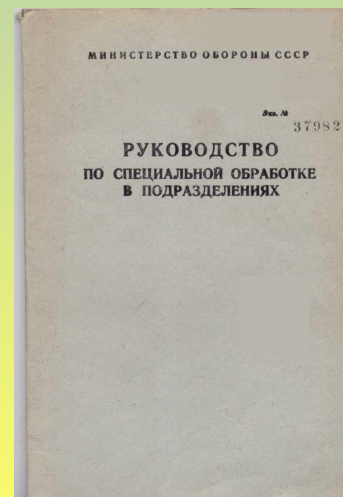 МИНИСТЕРСТВО ОБОРОНЫ СССР
Экз. №
37982
РУКОВОДСТВО
ПО СПЕЦИАЛЬНОЙ ОБРАБОТКЕ
В ПОДРАЗДЕЛЕНИЯХ